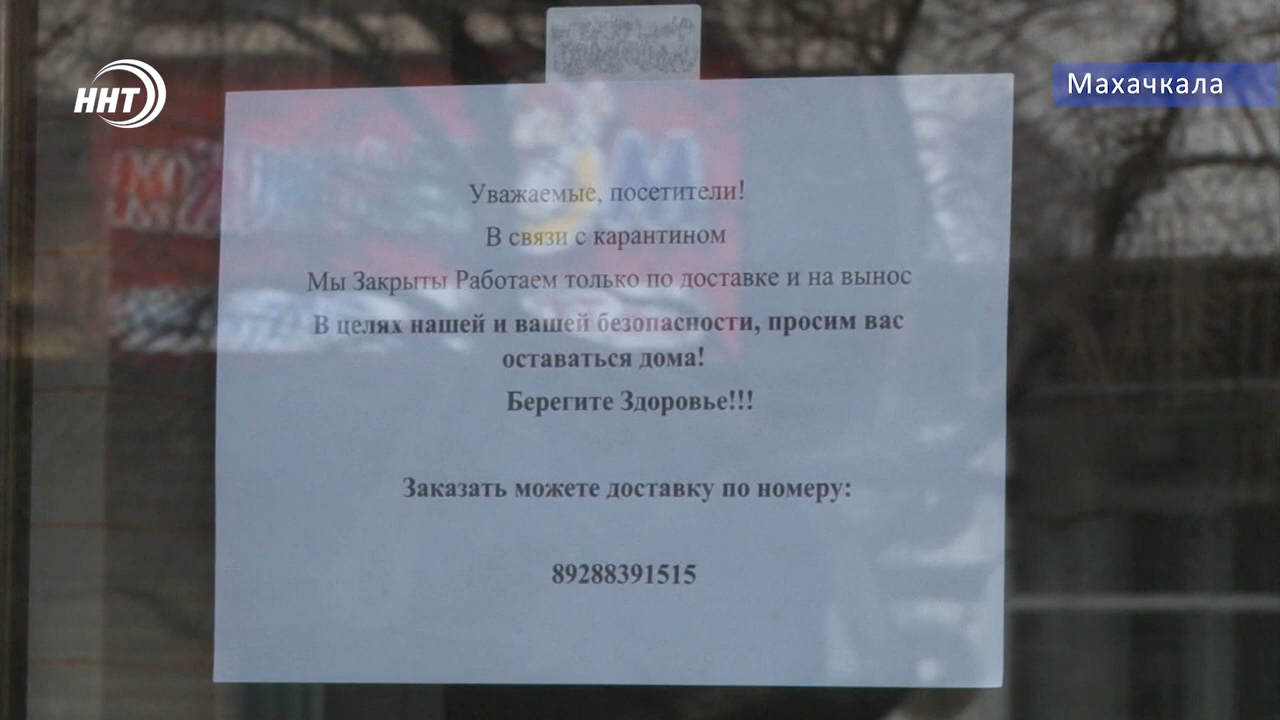 ННТ
Махачкала
Уважаемые, посетители!
В связи с карантином
Мы Закрыты Работаем только по доставке и на вынос
В целях нашей и вашей безопасности, просим вас
оставаться дома!
Берегите Здоровье!!!
Заказать можете доставку по номеру:
89288391515